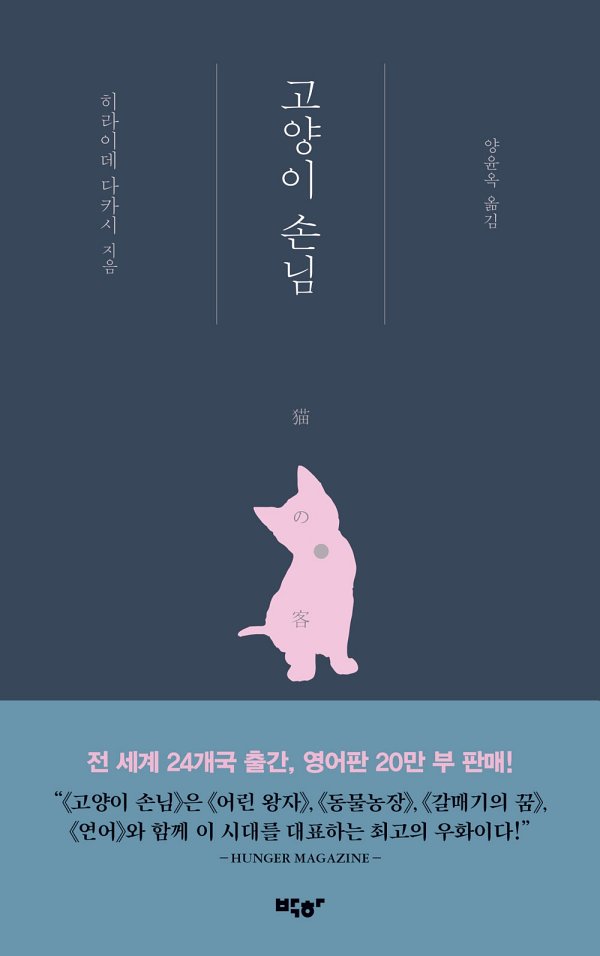 히라이데 다카시 지음
고양이 손님
양윤옥 옮김
猫
の
客
전 세계 24개국 출간, 영어판 20만 부 판매!
“《고양이 손님》은 《어린 왕자》, 《동물농장》, 《갈매기의 꿈》,
《연어》와 함께 이 시대를 대표하는 최고의 우화이다!”
– HUNGER MAGAZINE –
박하